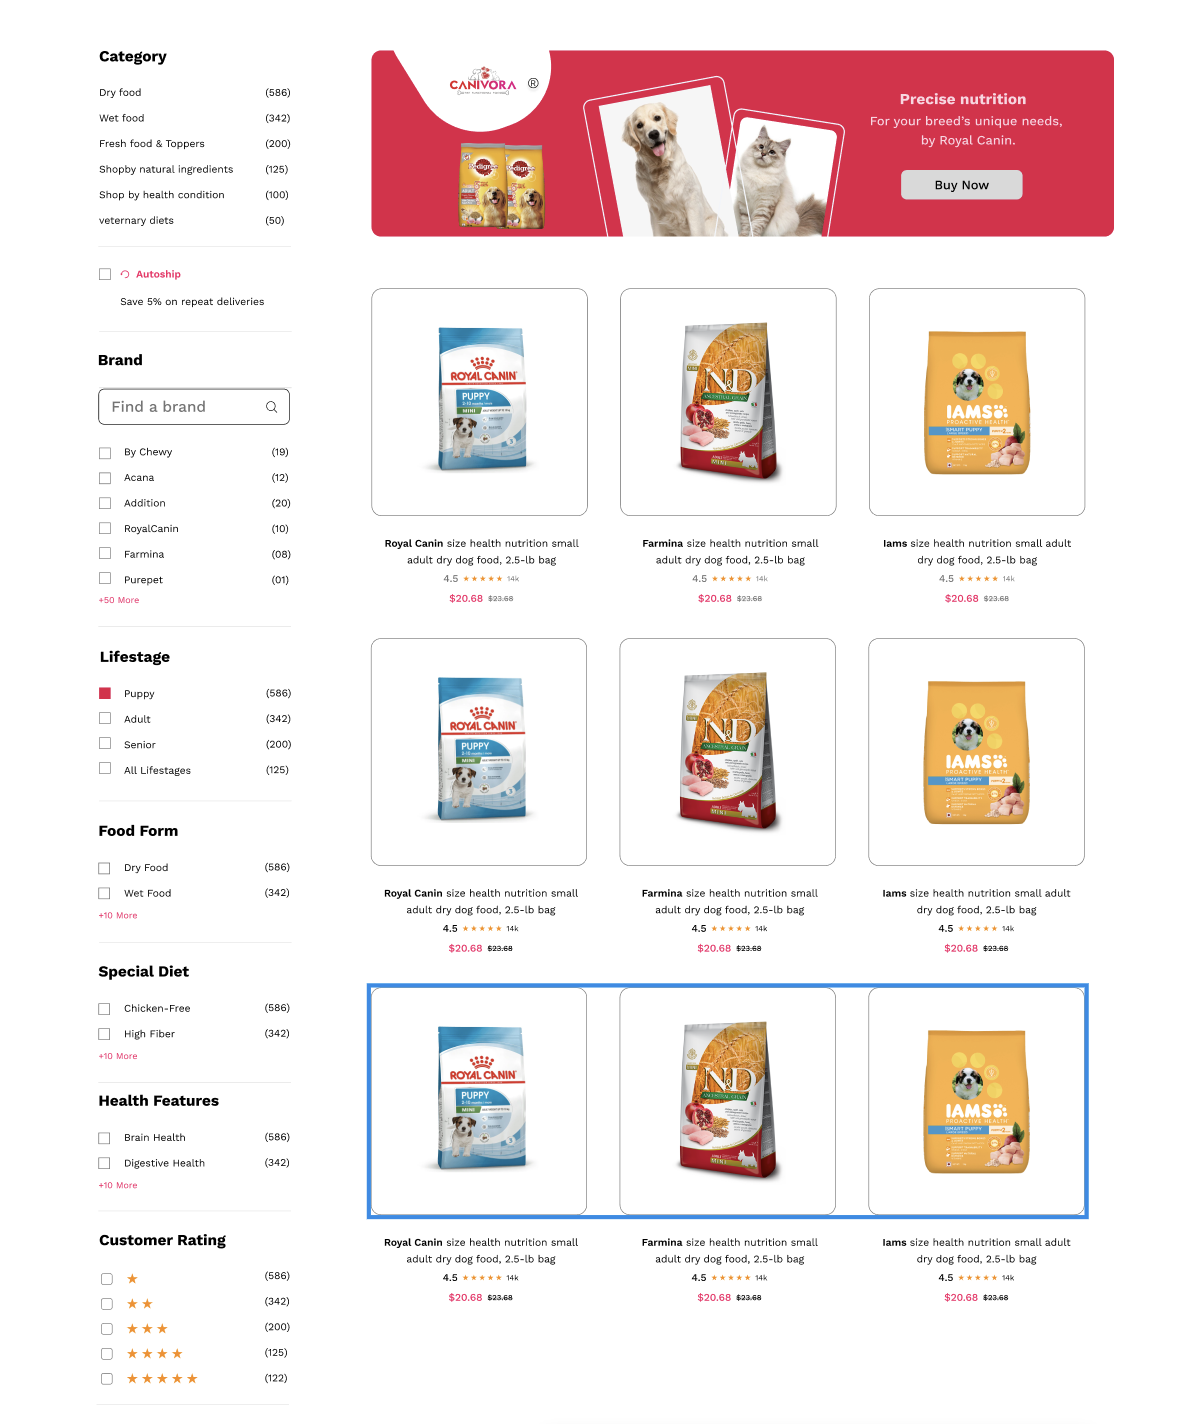 Category
Dry food (586)
Wet food (342)
Fresh food & Toppers (200)
Shopby natural ingredients (125)
Shop by health condition (100)
veternary diets (50)
Autoship
Save 5% on repeat deliveries
Brand
Find a brand
By Chewy (19)
Acana (12)
Addition (20)
RoyalCanin (10)
Farmina (08)
Purepet (01)
+50 More
Lifestage
Puppy (586)
Adult (342)
Senior (200)
All Lifestages (125)
Food Form
Dry Food (586)
Wet Food (342)
+10 More
Special Diet
Chicken-Free (586)
High Fiber (342)
+10 More
Health Features
Brain Health (586)
Digestive Health (342)
+10 More
Customer Rating
(586)
(342)
(200)
(125)
(122)
CANIVORA ®
Pedigree Pedigree
Precise nutrition
For your breed's unique needs,
by Royal Canin.
Buy Now
ROYAL CANIN
PUPPY
MINI
N&D
ANCESTRAL GRAIN
MINI
IAMS
PROACTIVE HEALTH
SMART PUPPY
Royal Canin size health nutrition small
adult dry dog food, 2.5-lb bag
4.5 ★★★★★ 14k
$20.68 $23.68
Farmina size health nutrition small
adult dry dog food, 2.5-lb bag
4.5 ★★★★★ 14k
$20.68 $23.68
Iams size health nutrition small adult
dry dog food, 2.5-lb bag
4.5 ★★★★★ 14k
$20.68 $23.68
ROYAL CANIN
PUPPY
MINI
N&D
ANCESTRAL GRAIN
MINI
IAMS
PROACTIVE HEALTH
SMART PUPPY
Royal Canin size health nutrition small
adult dry dog food, 2.5-lb bag
4.5 ★★★★★ 14k
$20.68 $23.68
Farmina size health nutrition small
adult dry dog food, 2.5-lb bag
4.5 ★★★★★ 14k
$20.68 $23.68
Iams size health nutrition small adult
dry dog food, 2.5-lb bag
4.5 ★★★★★ 14k
$20.68 $23.68
ROYAL CANIN
PUPPY
MINI
N&D
ANCESTRAL GRAIN
MINI
IAMS
PROACTIVE HEALTH
SMART PUPPY
Royal Canin size health nutrition small
adult dry dog food, 2.5-lb bag
4.5 ★★★★★ 14k
$20.68 $23.68
Farmina size health nutrition small
adult dry dog food, 2.5-lb bag
4.5 ★★★★★ 14k
$20.68 $23.68
Iams size health nutrition small adult
dry dog food, 2.5-lb bag
4.5 ★★★★★ 14k
$20.68 $23.68